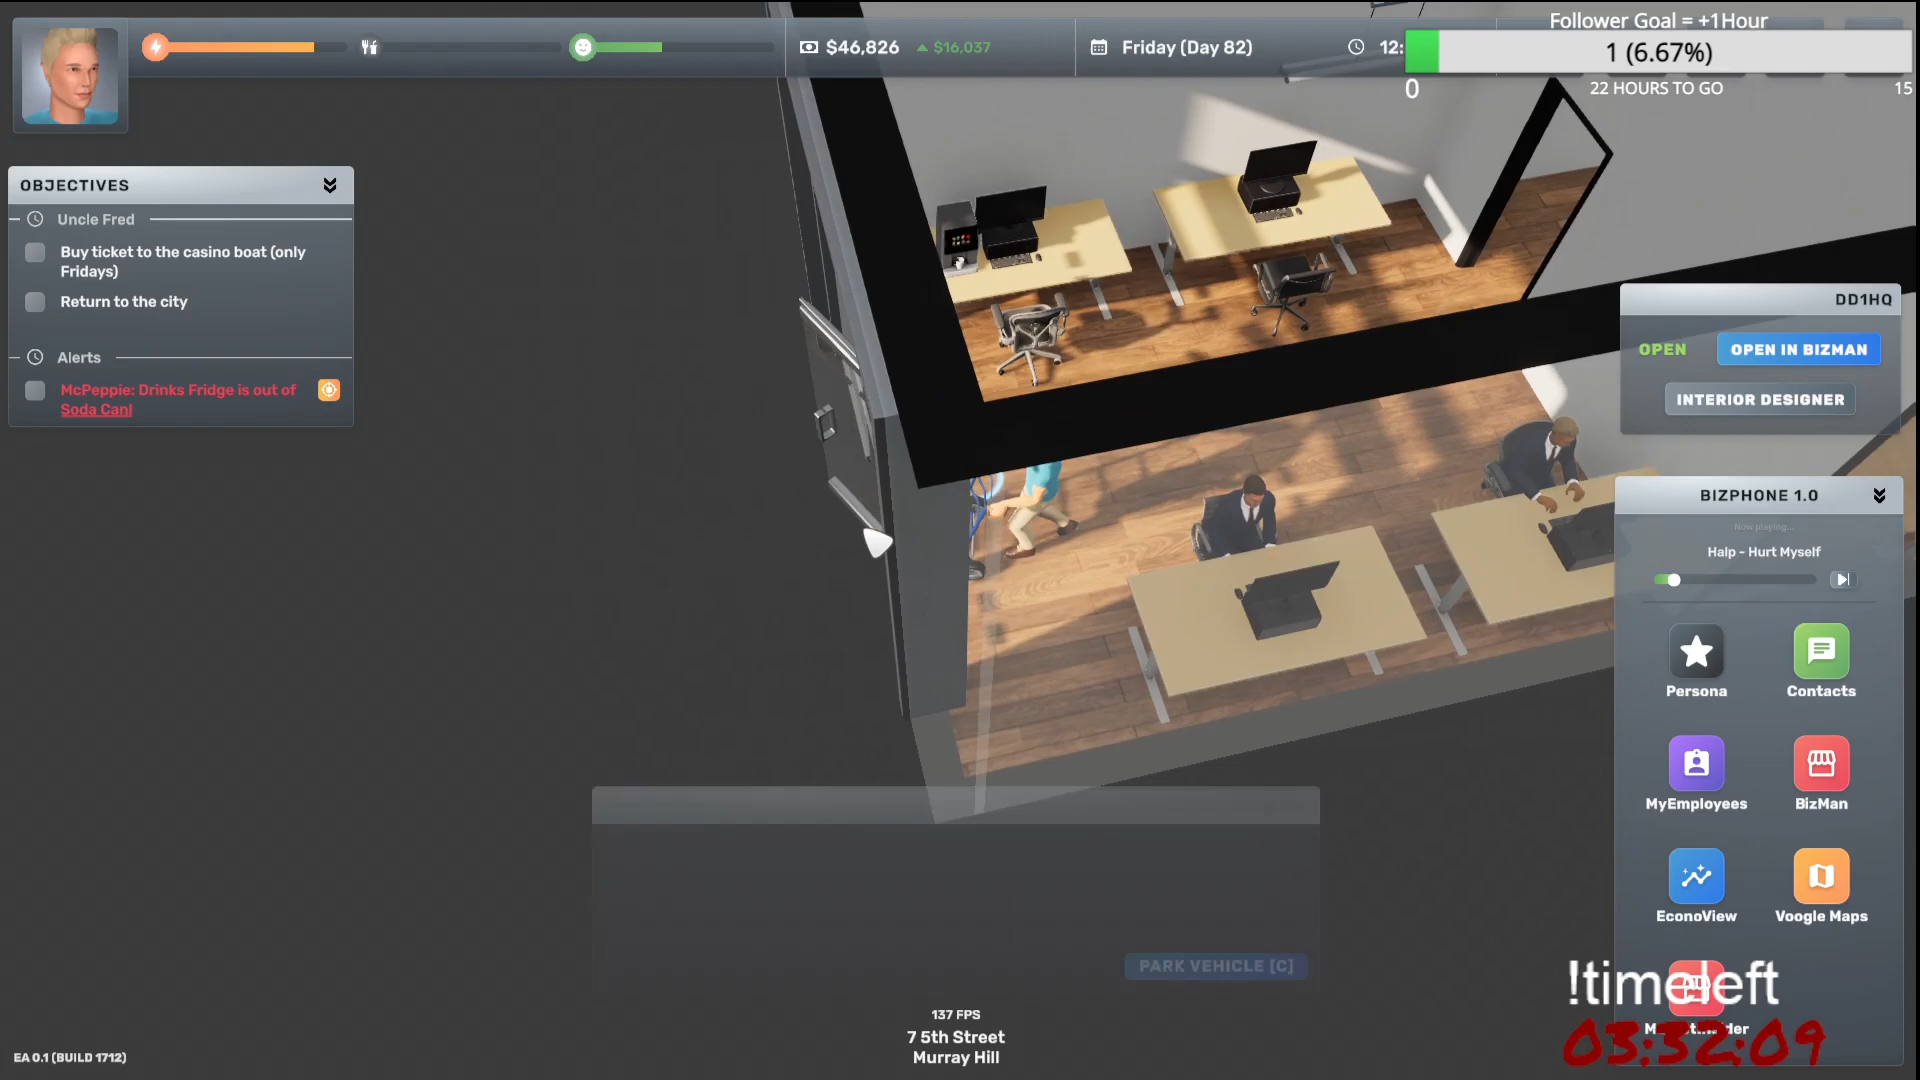 $46,826
$16,037
Friday (Day 82)
12:
Follower Goal = +1Hour
1 (6.67%)
0
22 HOURS TO GO
15
OBJECTIVES
Uncle Fred
Buy ticket to the casino boat (only
Fridays)
Return to the city
Alerts
McPeppie: Drinks Fridge is out of
Soda Can!
DD1HQ
OPEN
OPEN IN BIZMAN
INTERIOR DESIGNER
BIZPHONE 1.0
Now playing...
Halp - Hurt Myself
Persona
Contacts
MyEmployees
BizMan
EconoView
Voogle Maps
!timeleft
03:32:09
PARK VEHICLE [C]
137 FPS
7 5th Street
Murray Hill
EA 0.1 (BUILD 1712)